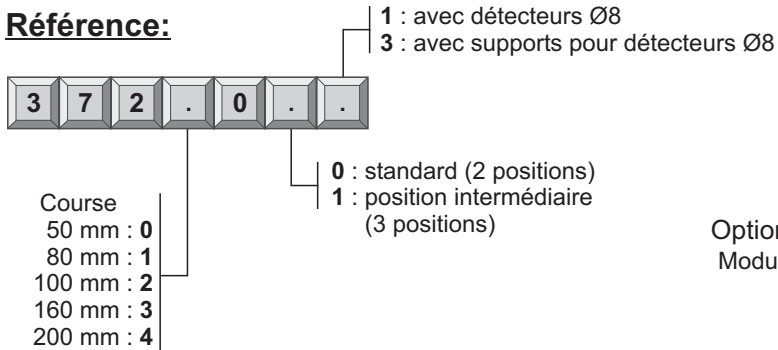 Référence:
1 : avec détecteurs Ø8
3 : avec supports pour détecteurs Ø8
3 7 2 . 0 . .
0 : standard (2 positions)
1 : position intermédiaire
(3 positions)
Course
50 mm : 0
80 mm : 1
100 mm : 2
160 mm : 3
200 mm : 4
Option
Modu